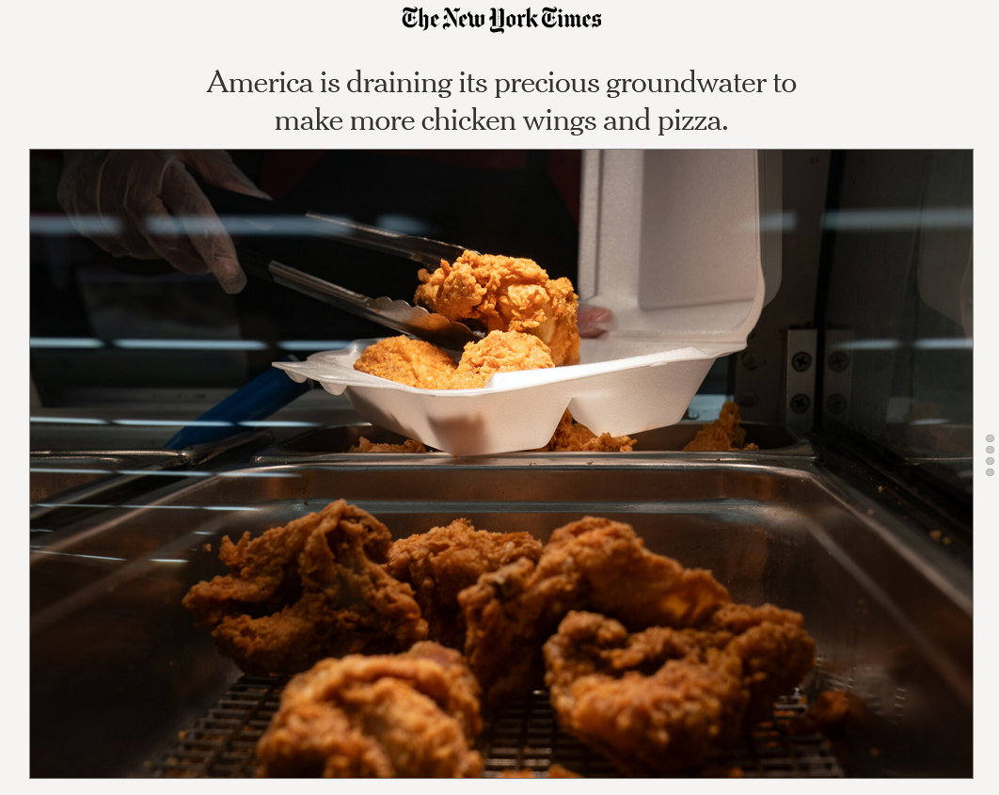 The New York Times
America is draining its precious groundwater to
make more chicken wings and pizza.